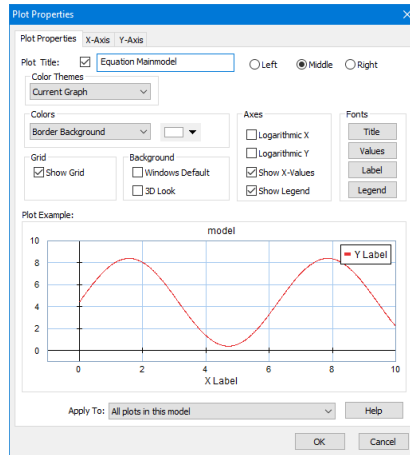 Plot Properties
Plot Properties X-Axis Y-Axis
Plot Title: Equation Mainmodel Left Middle Right
Color Themes
Current Graph
Colors Axes Fonts
Border Background Logarithmic X Title
Logarithmic Y Values
Grid Background
Show Grid Windows Default Show X-Values Label
3D Look Show Legend Legend
Plot Example:
model
10
Y Label
8
6
4
2
0
0 2 4 6 8 10
X Label
Apply To: All plots in this model Help
OK Cancel